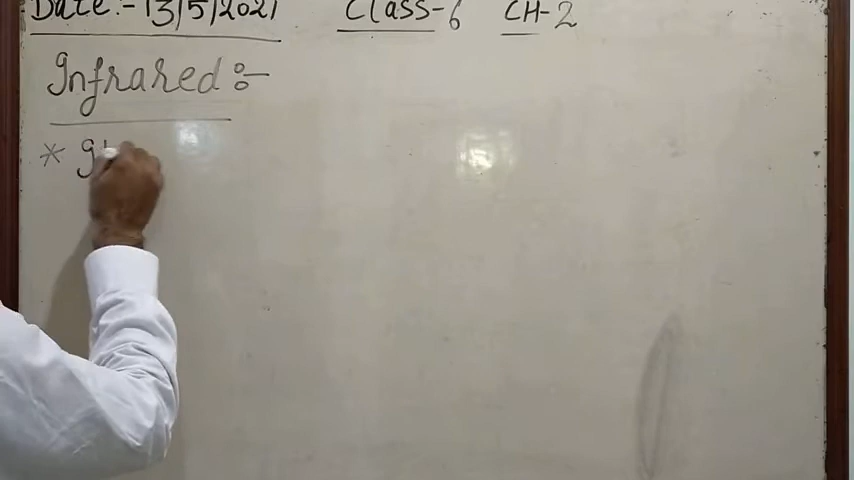 Date:- 13/5/2021 Class-6 CH-2
Infrared :-
*